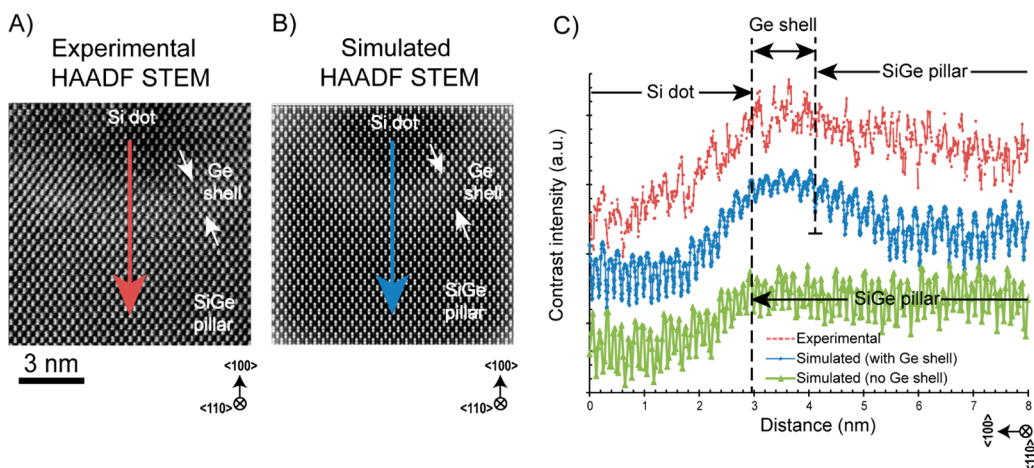 A)
Experimental
HAADF STEM
Si dot
Ge
shell
SiGe
pillar
3 nm
<100>
<110>
B)
Simulated
HAADF STEM
Si dot
Ge
shell
SiGe
pillar
<100>
<110>
C)
Ge shell
SiGe pillar
Si dot
SiGe pillar
Contrast intensity (a.u.)
Experimental
Simulated (with Ge shell)
Simulated (no Ge shell)
0 1 2 3 4 5 6 7 8
Distance (nm)
<100>
<110>